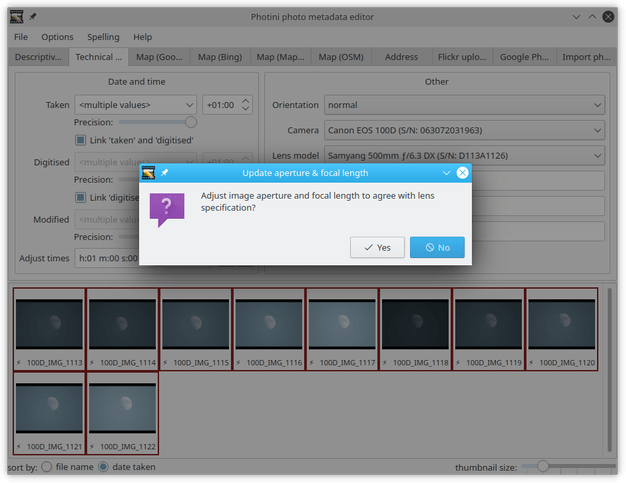 Photini photo metadata editor
File Options Spelling Help
Descriptiv... Technical ... Map (Goo... Map (Bing) Map (Map... Map (OSM) Address Flickr uplo... Google Ph... Import ph...
Date and time
Taken <multiple values> +01:00
Precision:
Link 'taken' and 'digitised'
Digitised <multiple values> +01:00
Precision:
Link 'digitise
Modified <multiple value
Precision:
Adjust times h:01 m:00 s:00
Other
Orientation normal
Camera Canon EOS 100D (S/N: 063072031963)
Lens model Samyang 500mm ƒ/6.3 DX (S/N: D113A1126)
Update aperture & focal length
?
Adjust image aperture and focal length to agree with lens
specification?
Yes No
100D_IMG_1113 100D_IMG_1114 100D_IMG_1115 100D_IMG_1116 100D_IMG_1117 100D_IMG_1118 100D_IMG_1119 100D_IMG_1120
100D_IMG_1121 100D_IMG_1122
sort by: file name date taken thumbnail size: